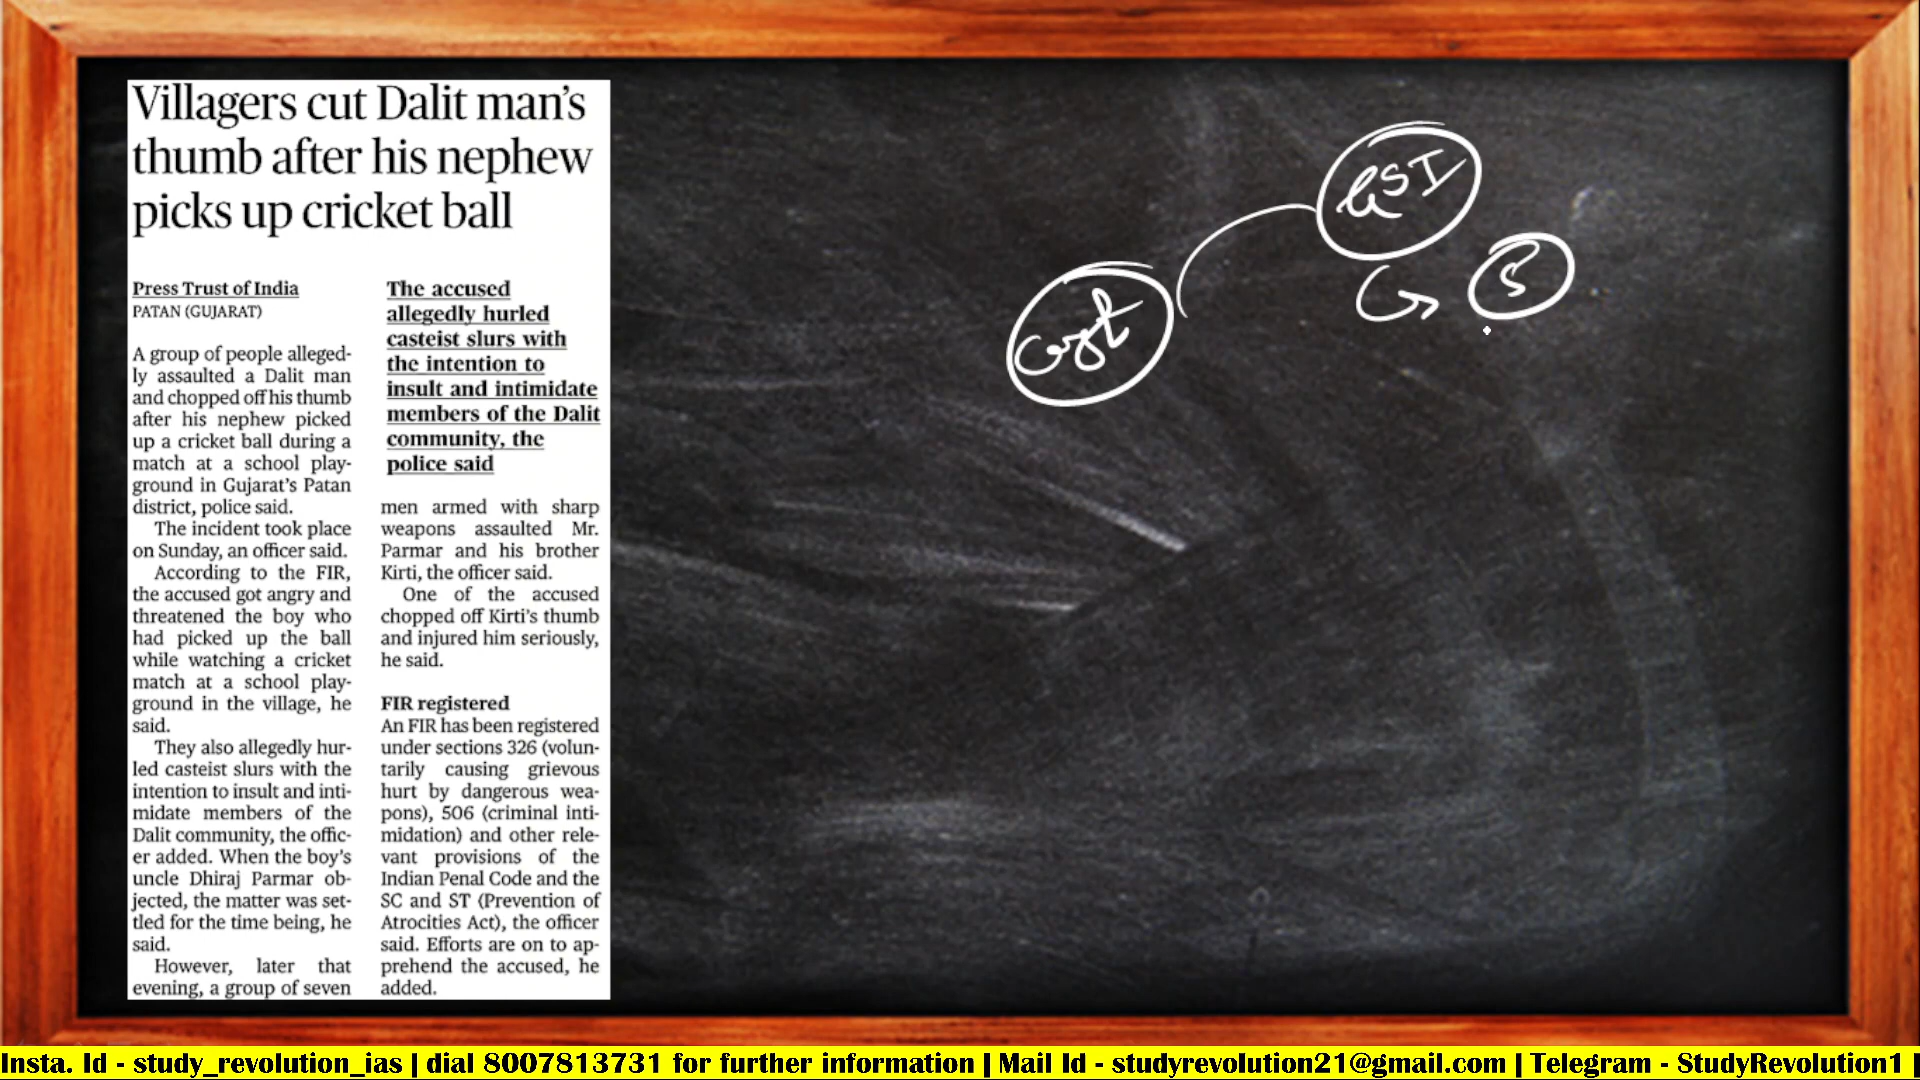 Villagers cut Dalit man's
thumb after his nephew
picks up cricket ball
Press Trust of India
PATAN (GUJARAT)
A group of people alleged-
ly assaulted a Dalit man
and chopped off his thumb
after his nephew picked
up a cricket ball during a
match at a school play-
ground in Gujarat's Patan
district, police said.
The incident took place
on Sunday, an officer said.
According to the FIR,
the accused got angry and
threatened the boy who
had picked up the ball
while watching a cricket
match at a school play-
ground in the village, he
said.
They also allegedly hur-
led casteist slurs with the
intention to insult and inti-
midate members of the
Dalit community, the offic-
er added. When the boy's
uncle Dhiraj Parmar ob-
jected, the matter was set-
tled for the time being, he
said.
However, later that
evening, a group of seven
The accused
allegedly hurled
casteist slurs with
the intention to
insult and intimidate
members of the Dalit
community, the
police said
men armed with sharp
weapons assaulted Mr.
Parmar and his brother
Kirti, the officer said.
One of the accused
chopped off Kirti's thumb
and injured him seriously,
he said.
FIR registered
An FIR has been registered
under sections 326 (volun-
tarily causing grievous
hurt by dangerous wea-
pons), 506 (criminal inti-
midation) and other rele-
vant provisions of the
Indian Penal Code and the
SC and ST (Prevention of
Atrocities Act), the officer
said. Efforts are on to ap-
prehend the accused, he
added.
Insta. Id - study_revolution_ias | dial 8007813731 for further information | Mail Id - studyrevolution21@gmail.com | Telegram - StudyRevolution1 |